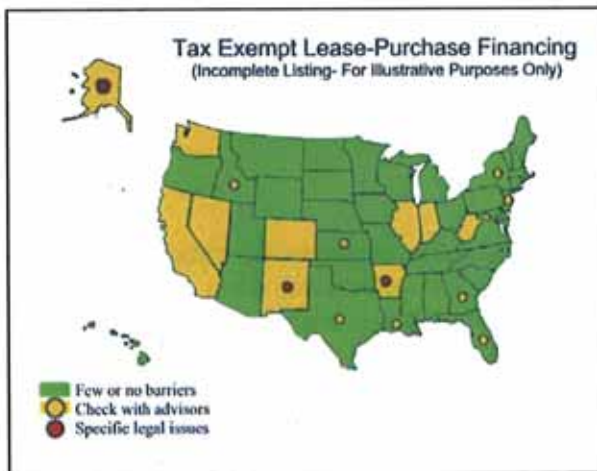 Tax Exempt Lease-Purchase Financing
(Incomplete Listing- For Illustrative Purposes Only)
Few or no barriers
Check with advisors
Specific legal issues